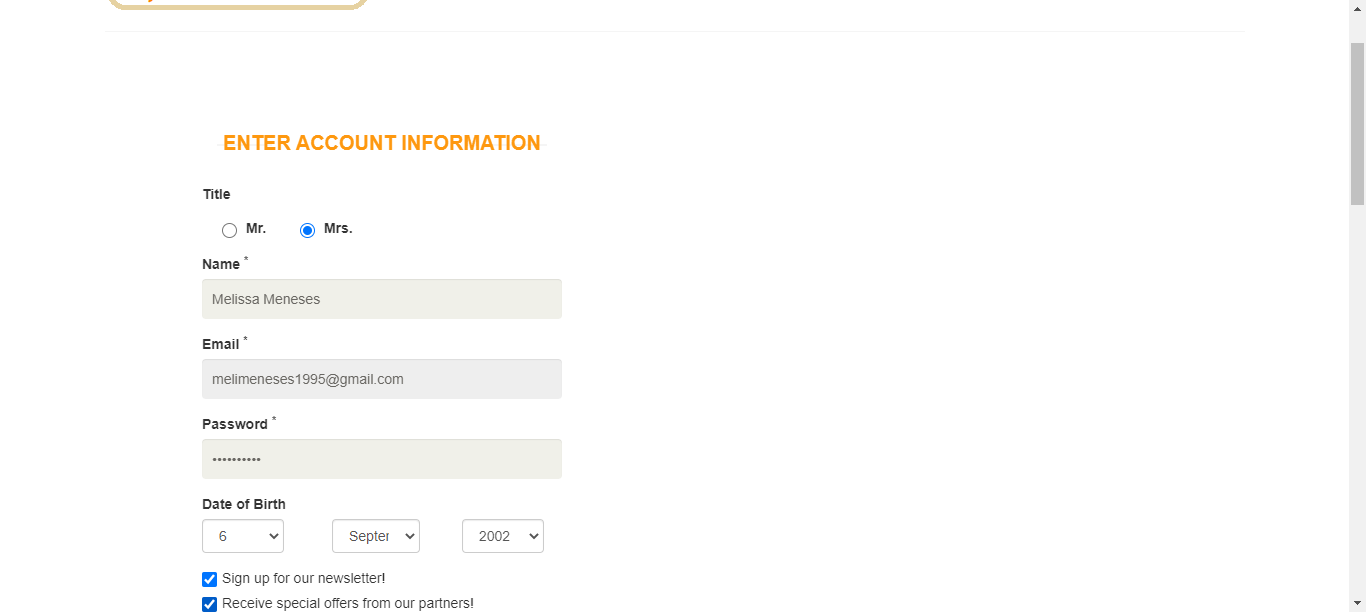 ENTER ACCOUNT INFORMATION
Title
Mr. Mrs.
Name *
Melissa Meneses
Email *
melimeneses1995@gmail.com
Password *
••••••••••
Date of Birth
6 Septer 2002
Sign up for our newsletter!
Receive special offers from our partners!